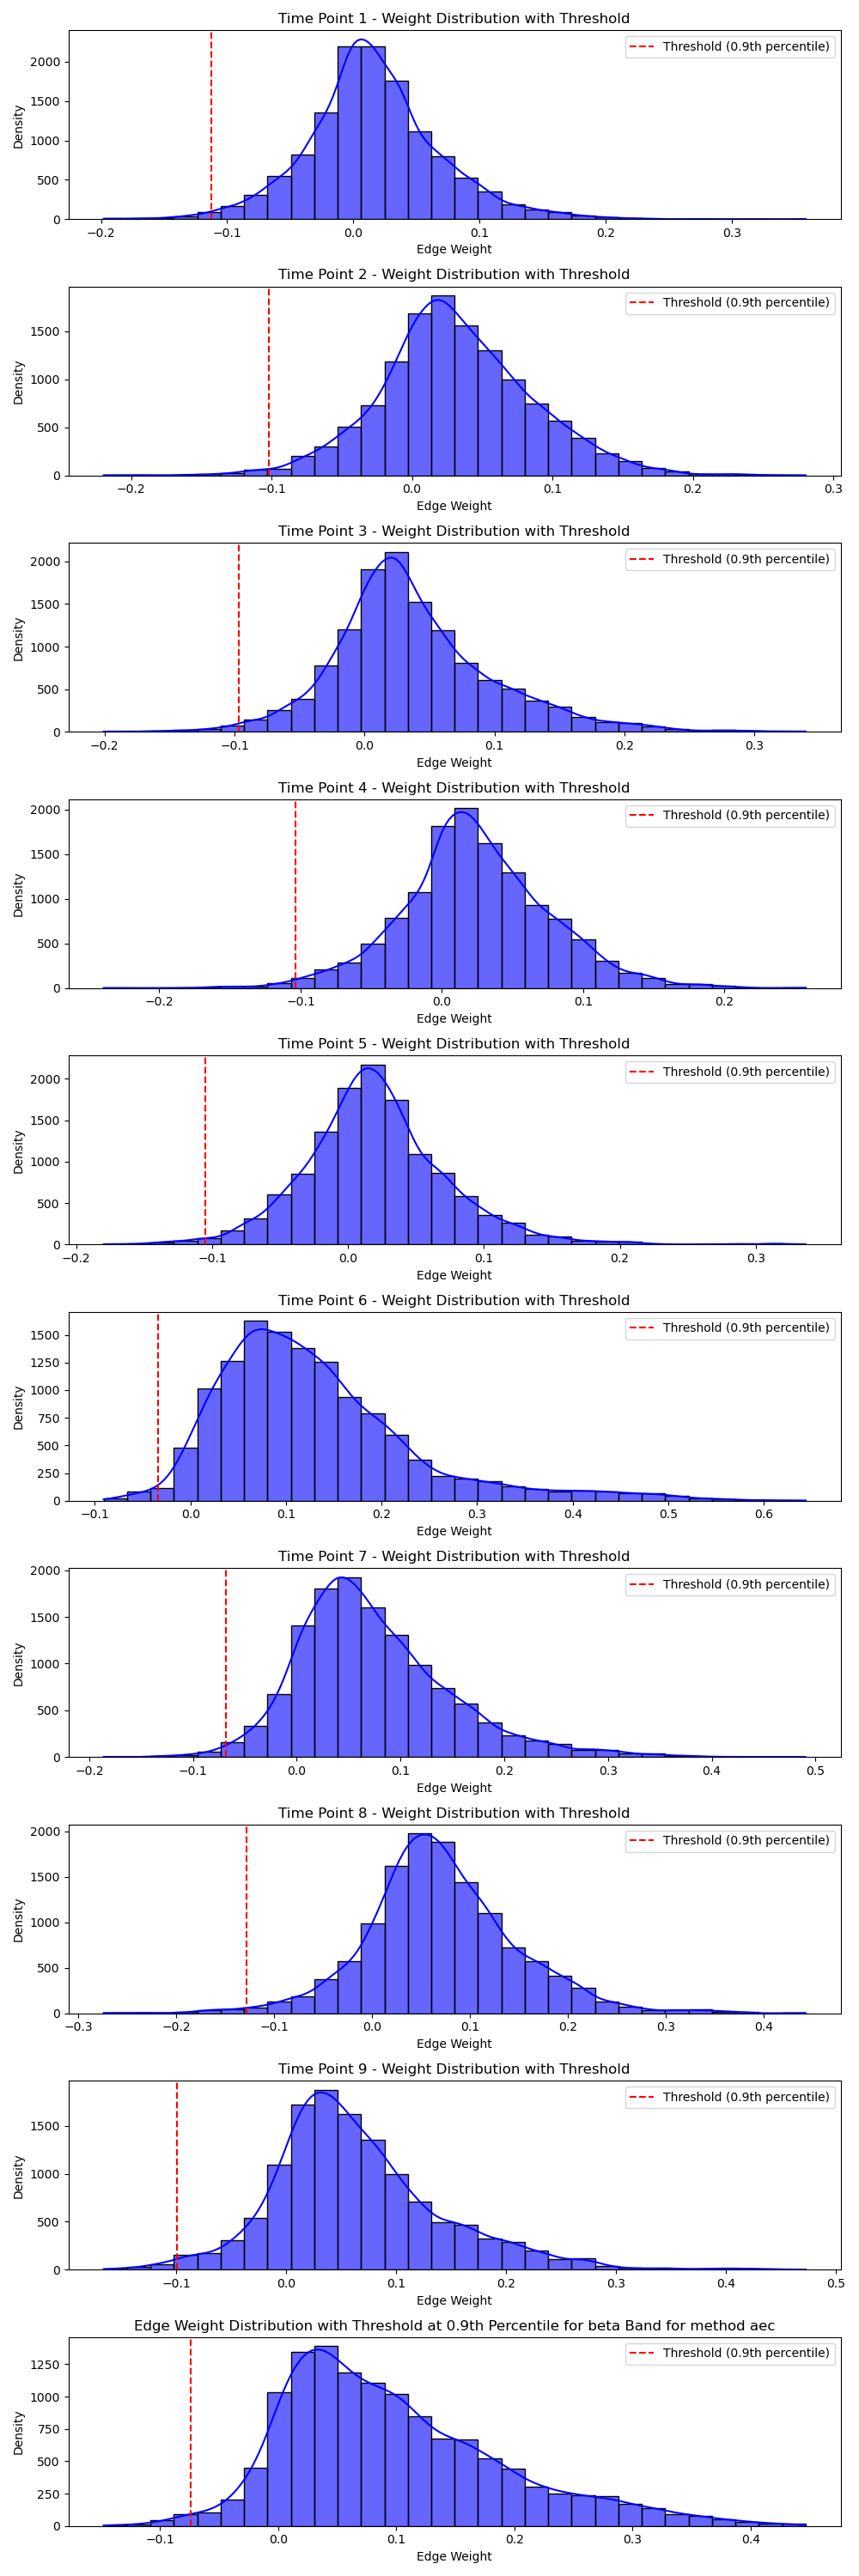 Time Point 1 - Weight Distribution with Threshold
Threshold (0.9th percentile)
Density
2000
1500
1000
500
0
−0.2 −0.1 0.0 0.1 0.2 0.3
Edge Weight
Time Point 2 - Weight Distribution with Threshold
Threshold (0.9th percentile)
Density
1500
1000
500
0
−0.2 −0.1 0.0 0.1 0.2 0.3
Edge Weight
Time Point 3 - Weight Distribution with Threshold
Threshold (0.9th percentile)
Density
2000
1500
1000
500
0
−0.2 −0.1 0.0 0.1 0.2 0.3
Edge Weight
Time Point 4 - Weight Distribution with Threshold
Threshold (0.9th percentile)
Density
2000
1500
1000
500
0
−0.2 −0.1 0.0 0.1 0.2
Edge Weight
Time Point 5 - Weight Distribution with Threshold
Threshold (0.9th percentile)
Density
2000
1500
1000
500
0
−0.2 −0.1 0.0 0.1 0.2 0.3
Edge Weight
Time Point 6 - Weight Distribution with Threshold
Threshold (0.9th percentile)
Density
1500
1250
1000
750
500
250
0
−0.1 0.0 0.1 0.2 0.3 0.4 0.5 0.6
Edge Weight
Time Point 7 - Weight Distribution with Threshold
Threshold (0.9th percentile)
Density
2000
1500
1000
500
0
−0.2 −0.1 0.0 0.1 0.2 0.3 0.4 0.5
Edge Weight
Time Point 8 - Weight Distribution with Threshold
Threshold (0.9th percentile)
Density
2000
1500
1000
500
0
−0.3 −0.2 −0.1 0.0 0.1 0.2 0.3 0.4
Edge Weight
Time Point 9 - Weight Distribution with Threshold
Threshold (0.9th percentile)
Density
1500
1000
500
0
−0.1 0.0 0.1 0.2 0.3 0.4 0.5
Edge Weight
Edge Weight Distribution with Threshold at 0.9th Percentile for beta Band for method aec
Threshold (0.9th percentile)
Density
1250
1000
750
500
250
0
−0.1 0.0 0.1 0.2 0.3 0.4
Edge Weight